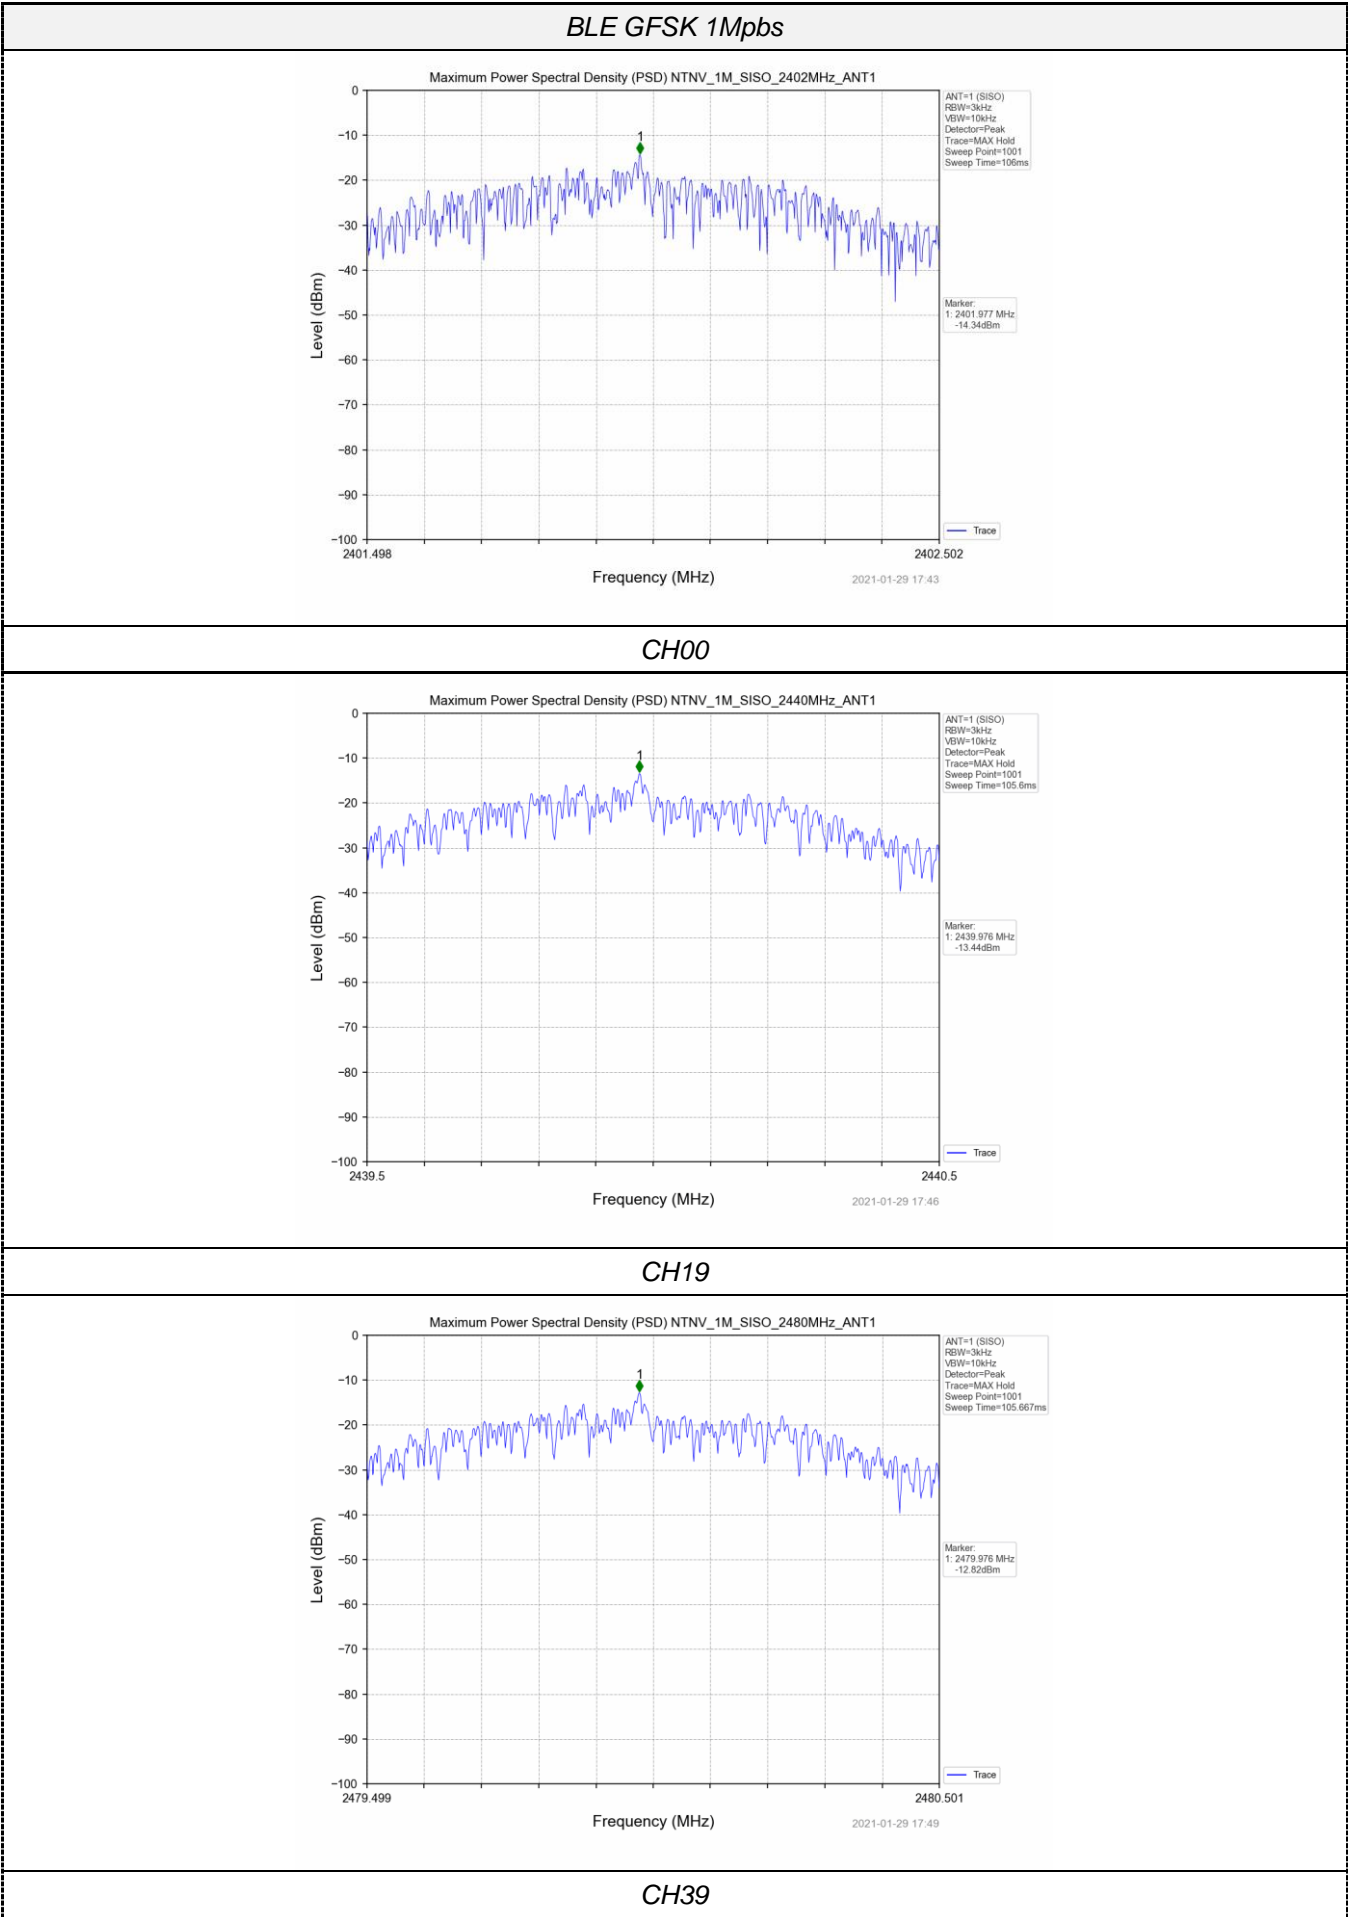 BLE GFSK 1Mpbs
Maximum Power Spectral Density (PSD) NTNV_1M_SISO_2402MHz_ANT1
ANT=1 (SISO)
RBW=3kHz
VBW=10kHz
Detector=Peak
Trace=MAX Hold
Sweep Point=1001
Sweep Time=106ms
0
−10
−20
−30
−40
−50
−60
−70
−80
−90
−100
Level (dBm)
1
Marker:
1: 2401.977 MHz
-14.34dBm
Trace
2401.498
2402.502
Frequency (MHz)
2021-01-29 17:43
CH00
Maximum Power Spectral Density (PSD) NTNV_1M_SISO_2440MHz_ANT1
ANT=1 (SISO)
RBW=3kHz
VBW=10kHz
Detector=Peak
Trace=MAX Hold
Sweep Point=1001
Sweep Time=105.6ms
0
−10
−20
−30
−40
−50
−60
−70
−80
−90
−100
Level (dBm)
1
Marker:
1: 2439.976 MHz
-13.44dBm
Trace
2439.5
2440.5
Frequency (MHz)
2021-01-29 17:46
CH19
Maximum Power Spectral Density (PSD) NTNV_1M_SISO_2480MHz_ANT1
ANT=1 (SISO)
RBW=3kHz
VBW=10kHz
Detector=Peak
Trace=MAX Hold
Sweep Point=1001
Sweep Time=105.667ms
0
−10
−20
−30
−40
−50
−60
−70
−80
−90
−100
Level (dBm)
1
Marker:
1: 2479.976 MHz
-12.82dBm
Trace
2479.499
2480.501
Frequency (MHz)
2021-01-29 17:49
CH39